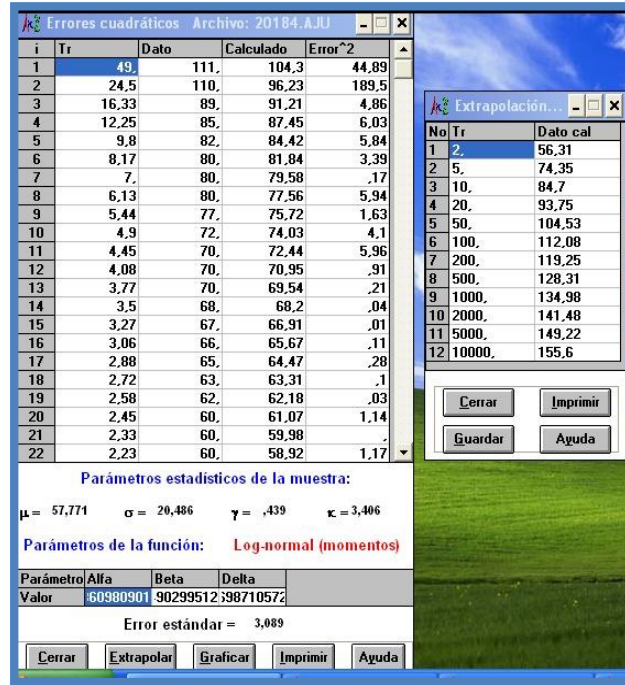 Errores cuadráticos Archivo: 20184.AJU
i Tr Dato Calculado Error^2
1 49, 111, 104,3 44,89
2 24,5 110, 96,23 189,5
3 16,33 89, 91,21 4,86
4 12,25 85, 87,45 6,03
5 9,8 82, 84,42 5,84
6 8,17 80, 81,84 3,39
7 7, 80, 79,58 ,17
8 6,13 80, 77,56 5,94
9 5,44 77, 75,72 1,63
10 4,9 72, 74,03 4,1
11 4,45 70, 72,44 5,96
12 4,08 70, 70,95 ,91
13 3,77 70, 69,54 ,21
14 3,5 68, 68,2 ,04
15 3,27 67, 66,91 ,01
16 3,06 66, 65,67 ,11
17 2,88 65, 64,47 ,28
18 2,72 63, 63,31 ,1
19 2,58 62, 62,18 ,03
20 2,45 60, 61,07 1,14
21 2,33 60, 59,98 ,
22 2,23 60, 58,92 1,17
Parámetros estadísticos de la muestra:
μ = 57,771 σ = 20,486 γ = ,439 κ = 3,406
Parámetros de la función: Log-normal (momentos)
Parámetro Alfa Beta Delta
Valor 60980901 90299512 598710572
Error estándar = 3,089
Cerrar Extrapolar Graficar Imprimir Ayuda
Extrapolación...
No Tr Dato cal
1 2, 56,31
2 5, 74,35
3 10, 84,7
4 20, 93,75
5 50, 104,53
6 100, 112,08
7 200, 119,25
8 500, 128,31
9 1000, 134,98
10 2000, 141,48
11 5000, 149,22
12 10000, 155,6
Cerrar Imprimir
Guardar Ayuda